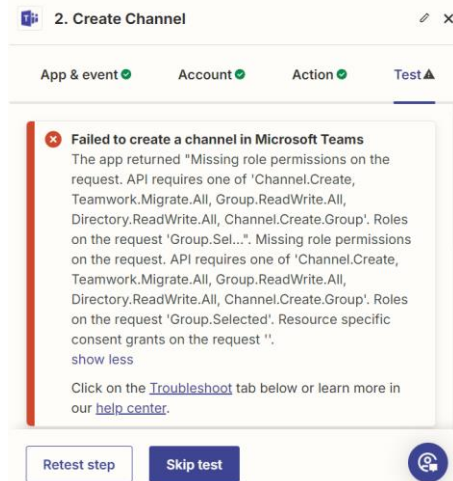 2. Create Channel
App & event
Account
Action
Test
Failed to create a channel in Microsoft Teams
The app returned "Missing role permissions on the
request. API requires one of 'Channel.Create,
Teamwork.Migrate.All, Group.ReadWrite.All,
Directory.ReadWrite.All, Channel.Create.Group'. Roles
on the request 'Group.Sel...". Missing role permissions
on the request. API requires one of 'Channel.Create,
Teamwork.Migrate.All, Group.ReadWrite.All,
Directory.ReadWrite.All, Channel.Create.Group'. Roles
on the request 'Group.Selected'. Resource specific
consent grants on the request ''.
show less
Click on the Troubleshoot tab below or learn more in
our help center.
Retest step
Skip test